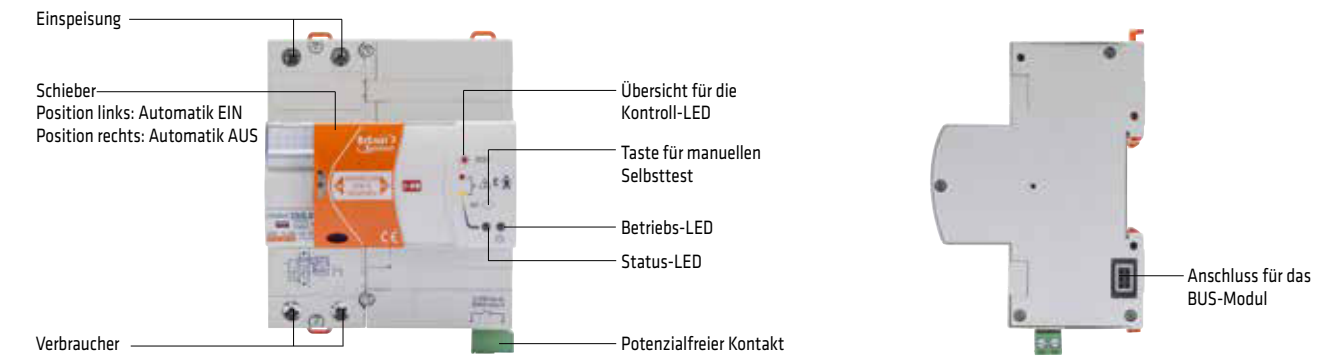 Einspeisung
Schieber
Position links: Automatik EIN
Position rechts: Automatik AUS
Verbraucher
Übersicht für die
Kontroll-LED
Taste für manuellen
Selbsttest
Betriebs-LED
Status-LED
Potenzialfreier Kontakt
Anschluss für das
BUS-Modul